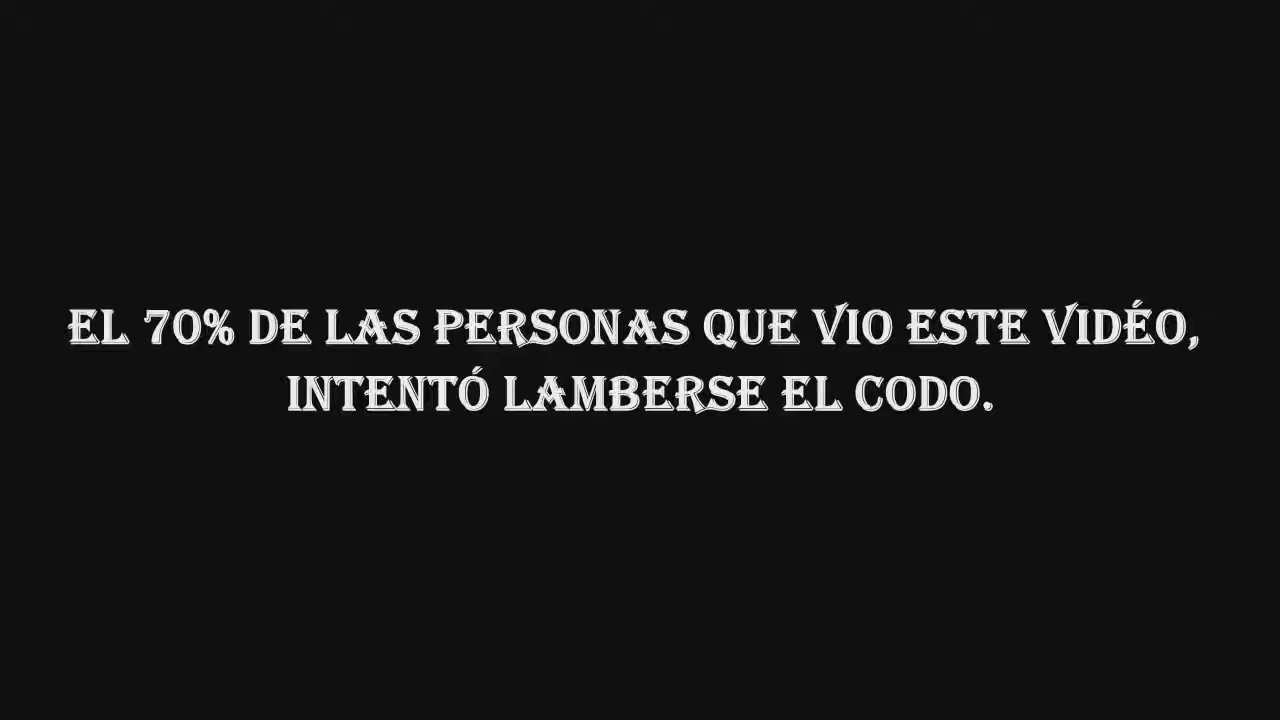 EL 70% DE LAS PERSONAS QUE VIO ESTE VIDÉO,
INTENTÓ LAMBERSE EL CODO.